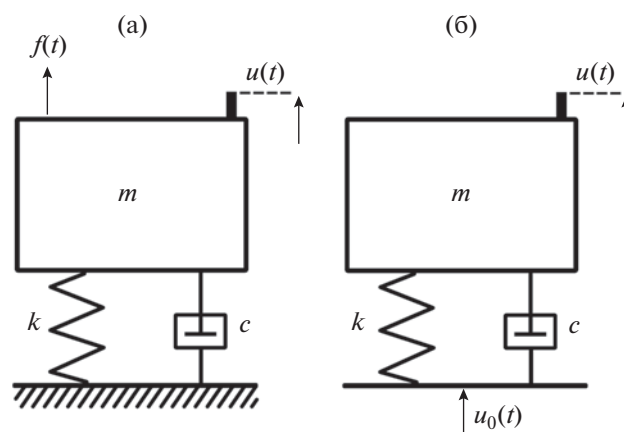 (а) (б)
f(t) u(t) u(t)
m m
k c k c
u₀(t)